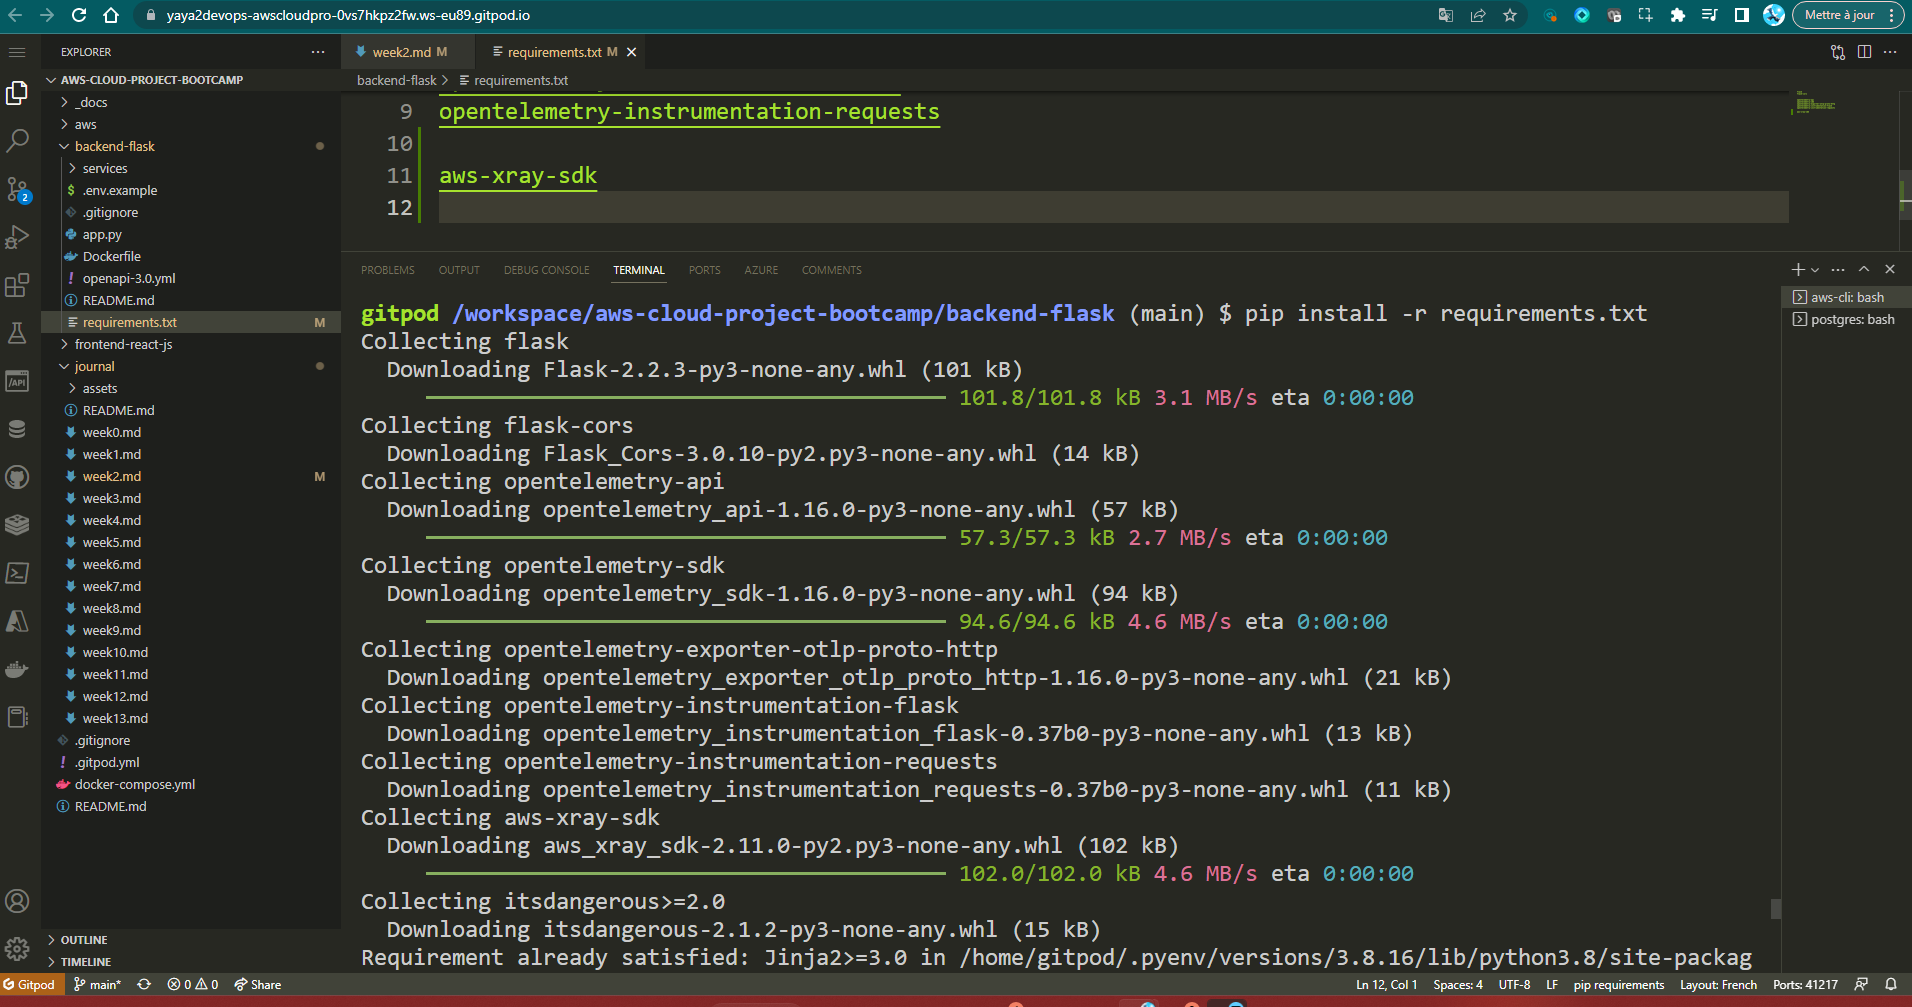 yaya2devops-awscloudpro-0vs7hkpz2fw.ws-eu89.gitpod.io
Mettre à jour
EXPLORER
week2.md M
requirements.txt M
AWS-CLOUD-PROJECT-BOOTCAMP
backend-flask > requirements.txt
_docs
aws
backend-flask
services
.env.example
.gitignore
app.py
Dockerfile
openapi-3.0.yml
README.md
requirements.txt M
frontend-react-js
journal
assets
README.md
week0.md
week1.md
week2.md M
week3.md
week4.md
week5.md
week6.md
week7.md
week8.md
week9.md
week10.md
week11.md
week12.md
week13.md
.gitignore
.gitpod.yml
docker-compose.yml
README.md
OUTLINE
TIMELINE
2
/API
9 opentelemetry-instrumentation-requests
10
11 aws-xray-sdk
12
PROBLEMS OUTPUT DEBUG CONSOLE TERMINAL PORTS AZURE COMMENTS
aws-cli: bash
postgres: bash
gitpod /workspace/aws-cloud-project-bootcamp/backend-flask (main) $ pip install -r requirements.txt
Collecting flask
Downloading Flask-2.2.3-py3-none-any.whl (101 kB)
101.8/101.8 kB 3.1 MB/s eta 0:00:00
Collecting flask-cors
Downloading Flask_Cors-3.0.10-py2.py3-none-any.whl (14 kB)
Collecting opentelemetry-api
Downloading opentelemetry_api-1.16.0-py3-none-any.whl (57 kB)
57.3/57.3 kB 2.7 MB/s eta 0:00:00
Collecting opentelemetry-sdk
Downloading opentelemetry_sdk-1.16.0-py3-none-any.whl (94 kB)
94.6/94.6 kB 4.6 MB/s eta 0:00:00
Collecting opentelemetry-exporter-otlp-proto-http
Downloading opentelemetry_exporter_otlp_proto_http-1.16.0-py3-none-any.whl (21 kB)
Collecting opentelemetry-instrumentation-flask
Downloading opentelemetry_instrumentation_flask-0.37b0-py3-none-any.whl (13 kB)
Collecting opentelemetry-instrumentation-requests
Downloading opentelemetry_instrumentation_requests-0.37b0-py3-none-any.whl (11 kB)
Collecting aws-xray-sdk
Downloading aws_xray_sdk-2.11.0-py2.py3-none-any.whl (102 kB)
102.0/102.0 kB 4.6 MB/s eta 0:00:00
Collecting itsdangerous>=2.0
Downloading itsdangerous-2.1.2-py3-none-any.whl (15 kB)
Requirement already satisfied: Jinja2>=3.0 in /home/gitpod/.pyenv/versions/3.8.16/lib/python3.8/site-packag
Gitpod main* 0 0 Share
Ln 12, Col 1 Spaces: 4 UTF-8 LF pip requirements Layout: French Ports: 41217